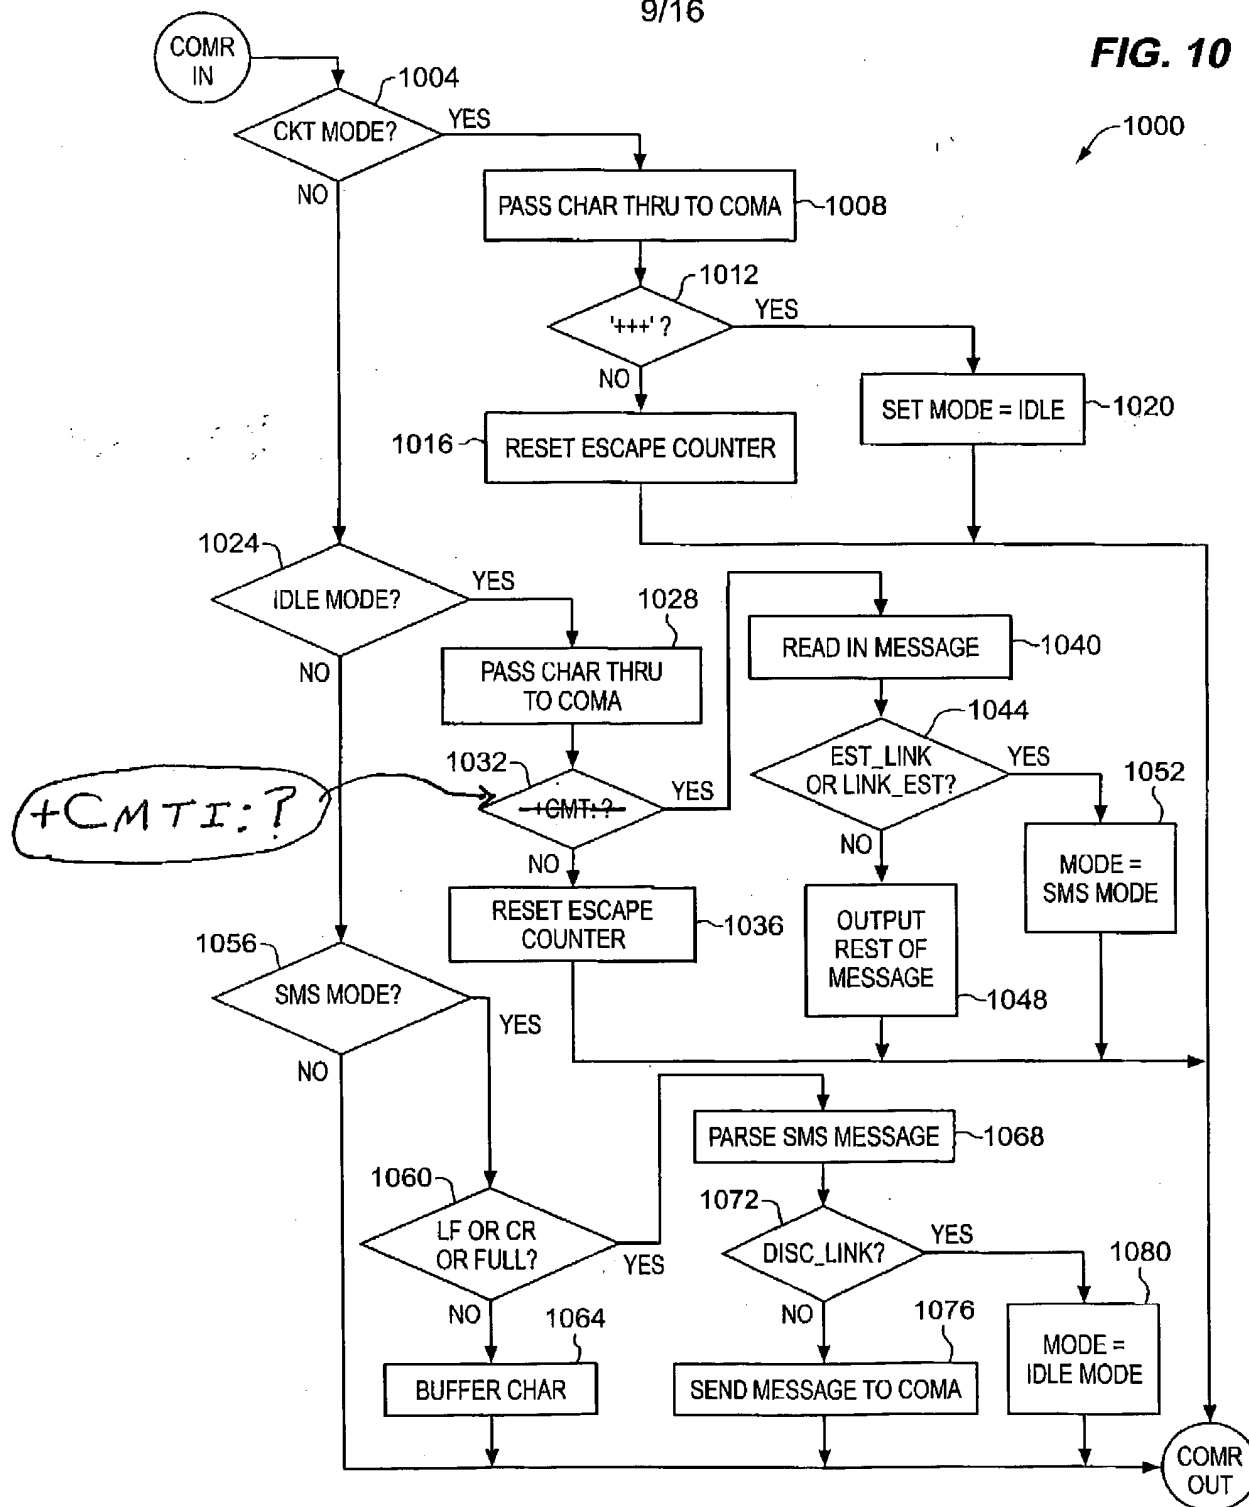 9/16
FIG. 10
COMR
IN
1004
CKT MODE?
YES
NO
1000
PASS CHAR THRU TO COMA
1008
1012
'+++' ?
YES
NO
SET MODE = IDLE
1020
1016
RESET ESCAPE COUNTER
1024
IDLE MODE?
YES
NO
1028
PASS CHAR THRU
TO COMA
READ IN MESSAGE
1040
1044
EST_LINK
OR LINK_EST?
YES
NO
1032
+CMT: ?
YES
NO
+CMTI:?
1052
MODE =
SMS MODE
RESET ESCAPE
COUNTER
1036
OUTPUT
REST OF
MESSAGE
1048
1056
SMS MODE?
YES
NO
PARSE SMS MESSAGE
1068
1060
LF OR CR
OR FULL?
YES
NO
1072
DISC_LINK?
YES
NO
1080
MODE =
IDLE MODE
1064
BUFFER CHAR
1076
SEND MESSAGE TO COMA
COMR
OUT